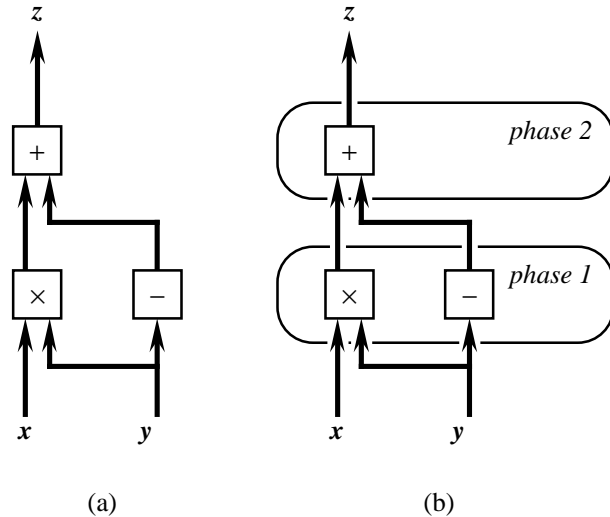 z z
+ + phase 2
× − × − phase 1
x y x y
(a) (b)